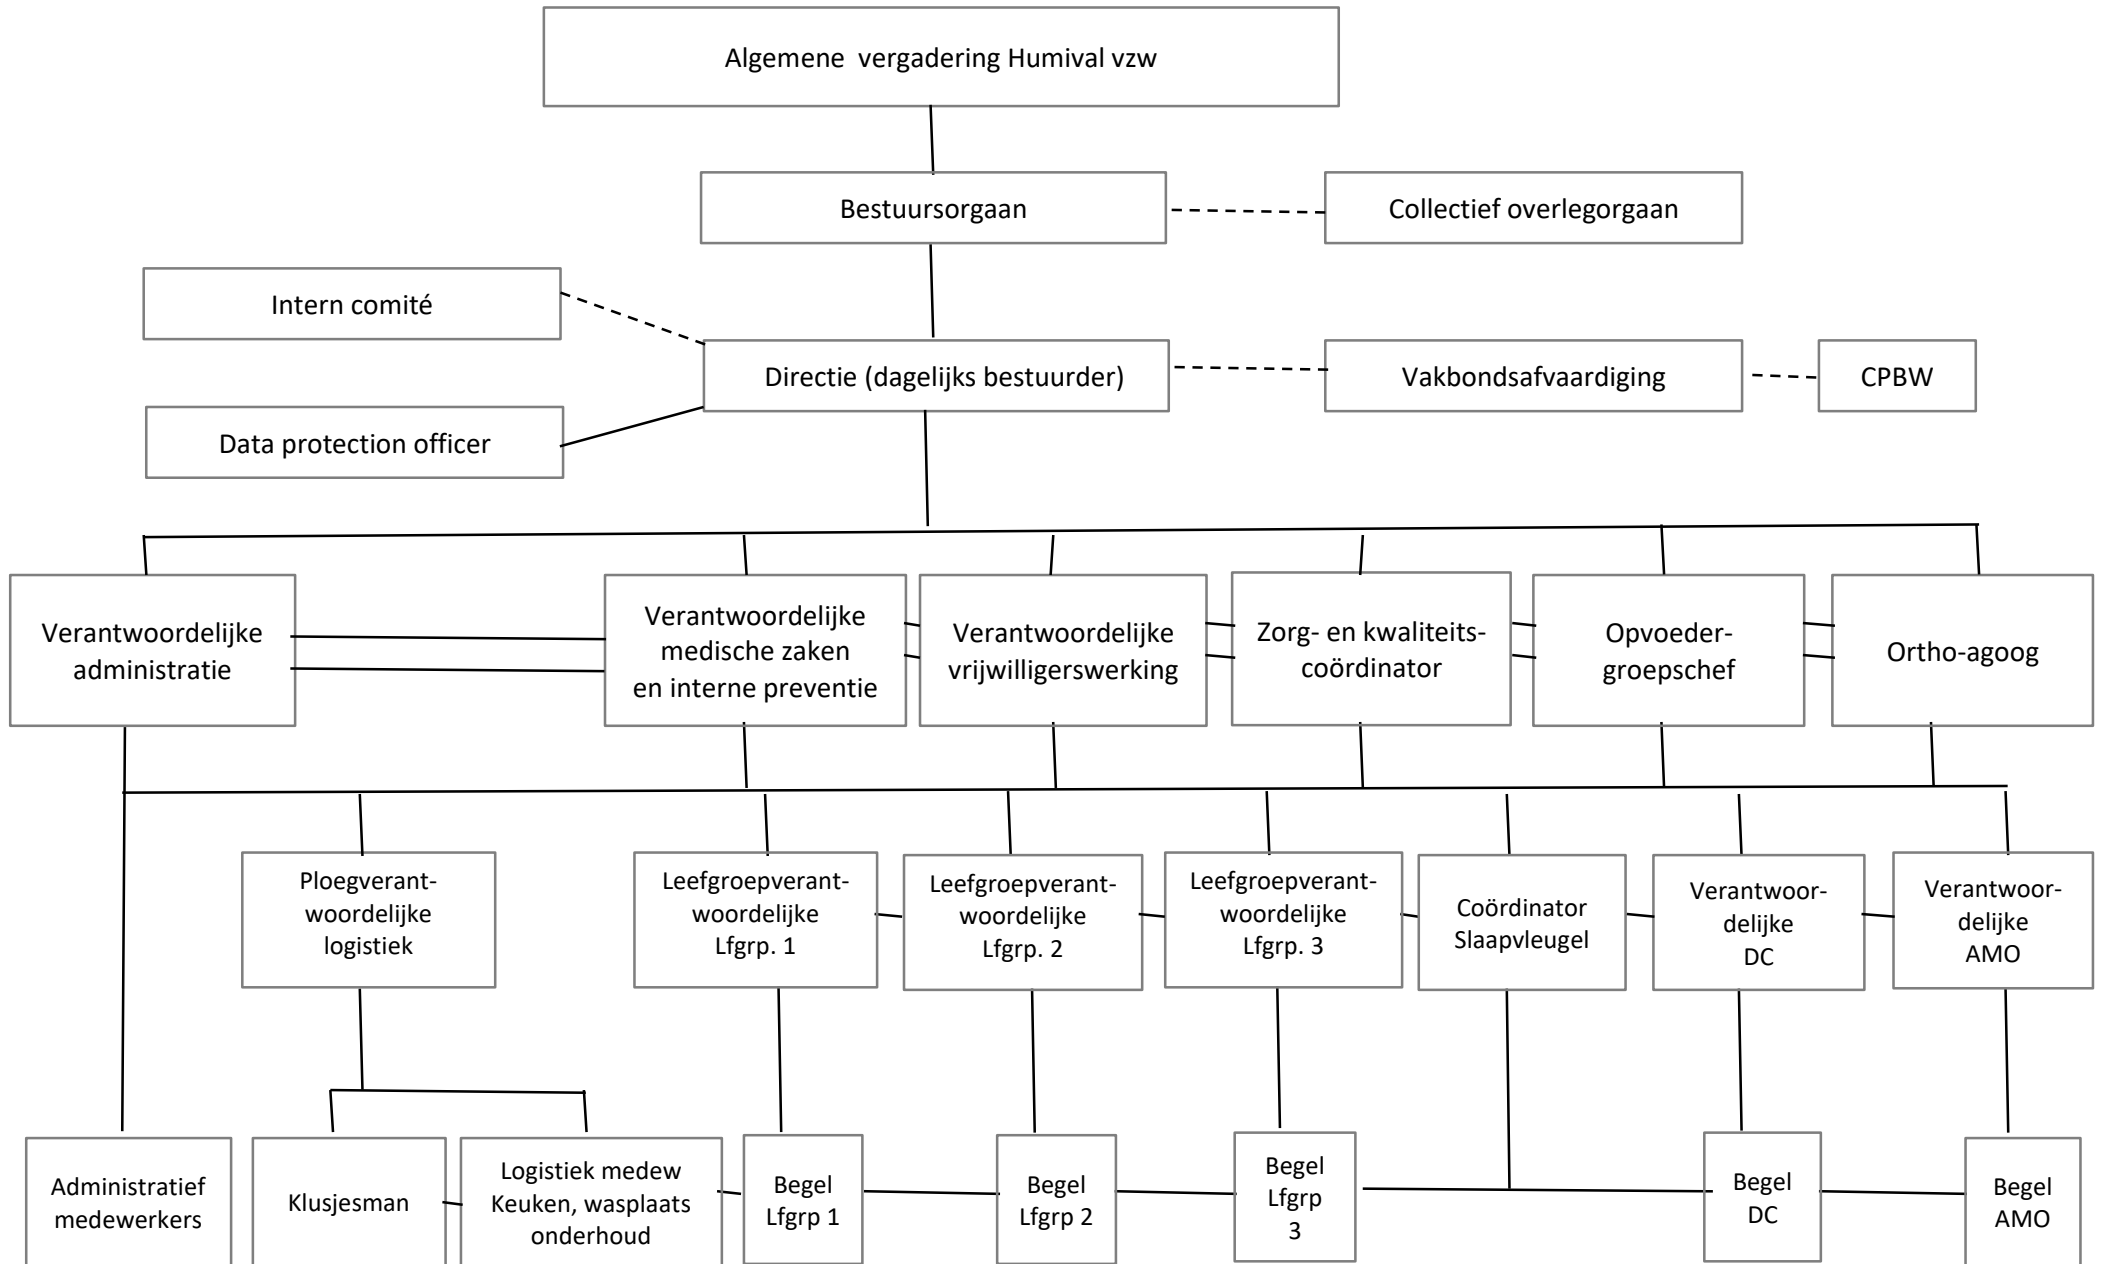 Algemene vergadering Humival vzw
Bestuursorgaan
Collectief overlegorgaan
Intern comité
Directie (dagelijks bestuurder)
Vakbondsafvaardiging
CPBW
Data protection officer
Verantwoordelijke
administratie
Verantwoordelijke
medische zaken
en interne preventie
Verantwoordelijke
vrijwilligerswerking
Zorg- en kwaliteits-
coördinator
Opvoeder-
groepschef
Ortho-agoog
Ploegverant-
woordelijke
logistiek
Leefgroepverant-
woordelijke
Lfgrp. 1
Leefgroepverant-
woordelijke
Lfgrp. 2
Leefgroepverant-
woordelijke
Lfgrp. 3
Coördinator
Slaapvleugel
Verantwoor-
delijke
DC
Verantwoor-
delijke
AMO
Administratief
medewerkers
Klusjesman
Logistiek medew
Keuken, wasplaats
onderhoud
Begel
Lfgrp 1
Begel
Lfgrp 2
Begel
Lfgrp
3
Begel
DC
Begel
AMO